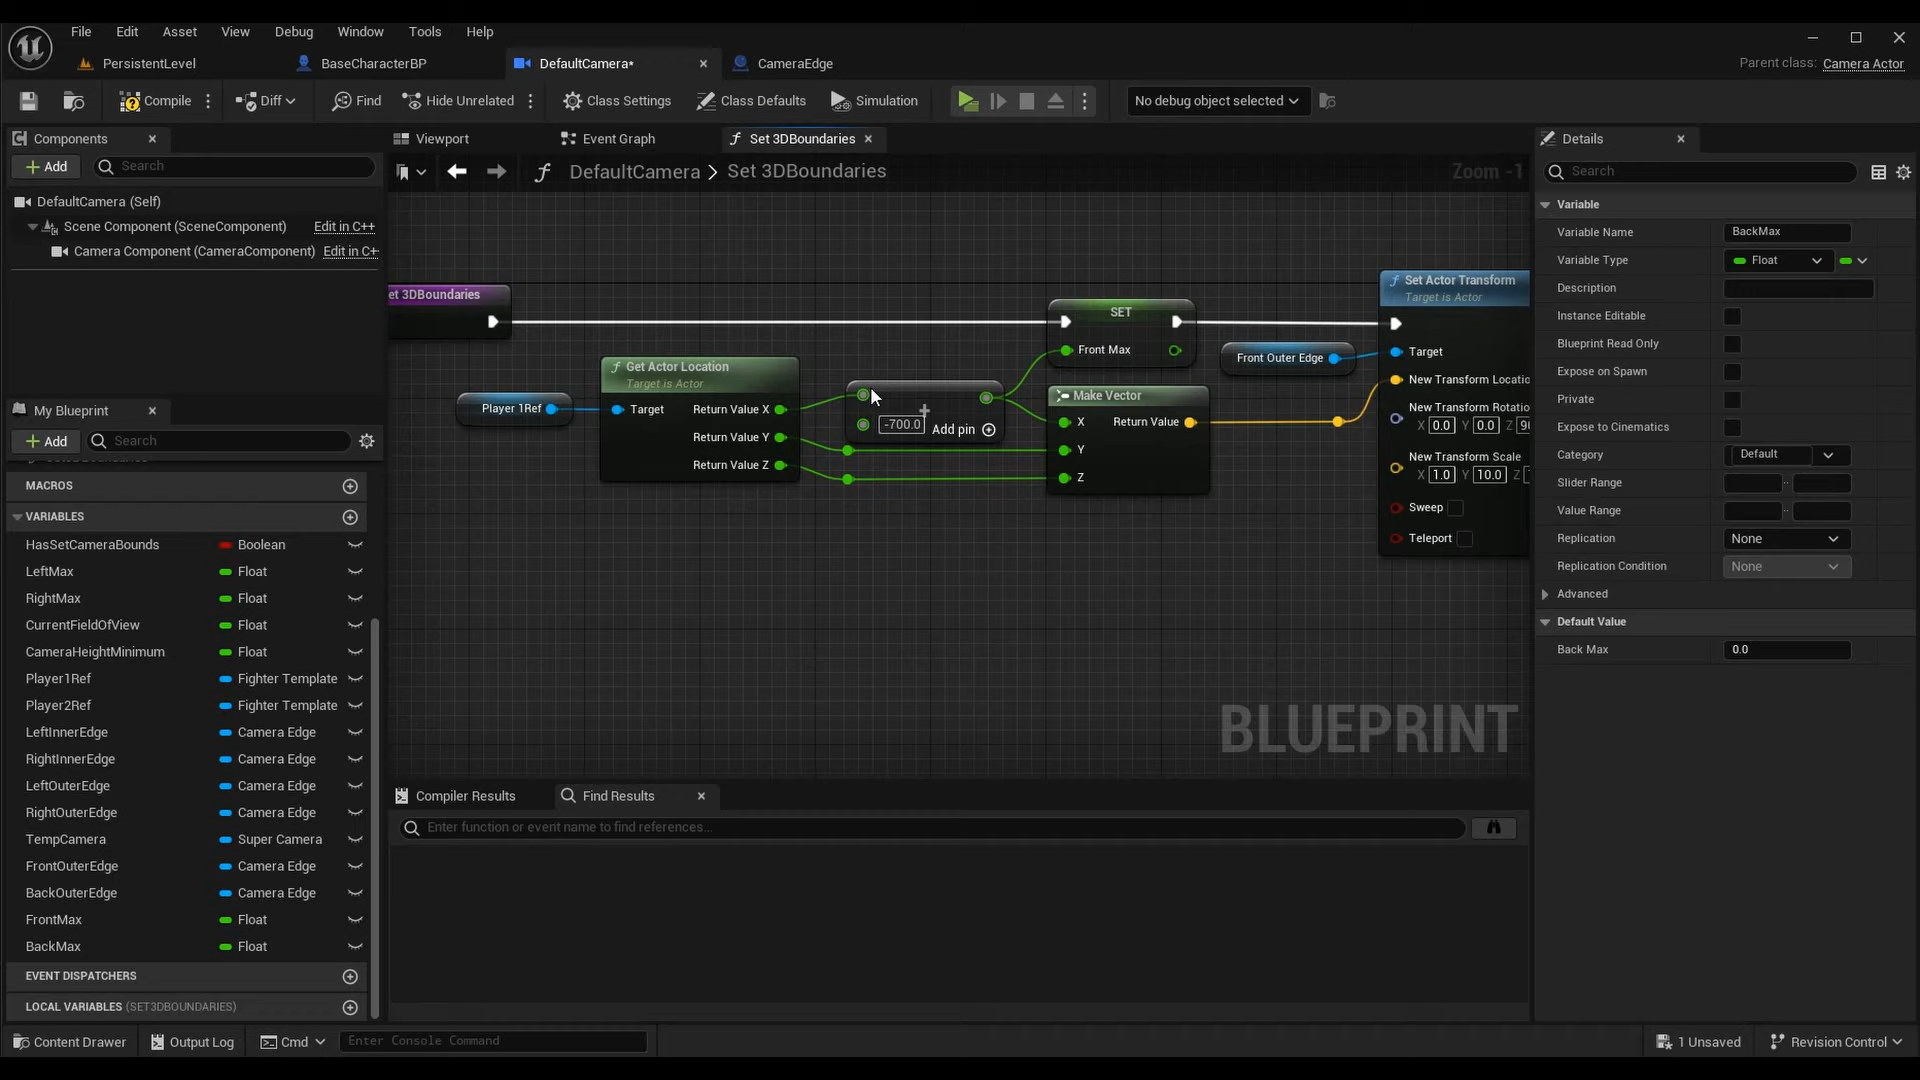 File Edit Asset View Debug Window Tools Help
PersistentLevel
BaseCharacterBP
DefaultCamera*
CameraEdge
Parent class: Camera Actor
Compile
Diff
Find
Hide Unrelated
Class Settings
Class Defaults
Simulation
No debug object selected
Components
Viewport
Event Graph
Set 3DBoundaries
Details
Add
Search
DefaultCamera > Set 3DBoundaries
Zoom -1
Search
DefaultCamera (Self)
Scene Component (SceneComponent) Edit in C++
Camera Component (CameraComponent) Edit in C+
et 3DBoundaries
Get Actor Location
Target is Actor
Player 1Ref
Target
Return Value X
Return Value Y
Return Value Z
-700.0
Add pin
SET
Front Max
Make Vector
X Return Value
Y
Z
Front Outer Edge
Set Actor Transform
Target is Actor
Target
New Transform Locatio
New Transform Rotatio
X 0.0 Y 0.0 Z 90
New Transform Scale
X 1.0 Y 10.0 Z 1
Sweep
Teleport
BLUEPRINT
My Blueprint
Add
Search
MACROS
VARIABLES
HasSetCameraBounds Boolean
LeftMax Float
RightMax Float
CurrentFieldOfView Float
CameraHeightMinimum Float
Player1Ref Fighter Template
Player2Ref Fighter Template
LeftInnerEdge Camera Edge
RightInnerEdge Camera Edge
LeftOuterEdge Camera Edge
RightOuterEdge Camera Edge
TempCamera Super Camera
FrontOuterEdge Camera Edge
BackOuterEdge Camera Edge
FrontMax Float
BackMax Float
EVENT DISPATCHERS
LOCAL VARIABLES (SET3DBOUNDARIES)
Compiler Results
Find Results
Enter function or event name to find references...
Variable
Variable Name BackMax
Variable Type Float
Description
Instance Editable
Blueprint Read Only
Expose on Spawn
Private
Expose to Cinematics
Category Default
Slider Range
Value Range
Replication None
Replication Condition None
Advanced
Default Value
Back Max 0.0
Content Drawer
Output Log
Cmd
Enter Console Command
1 Unsaved
Revision Control